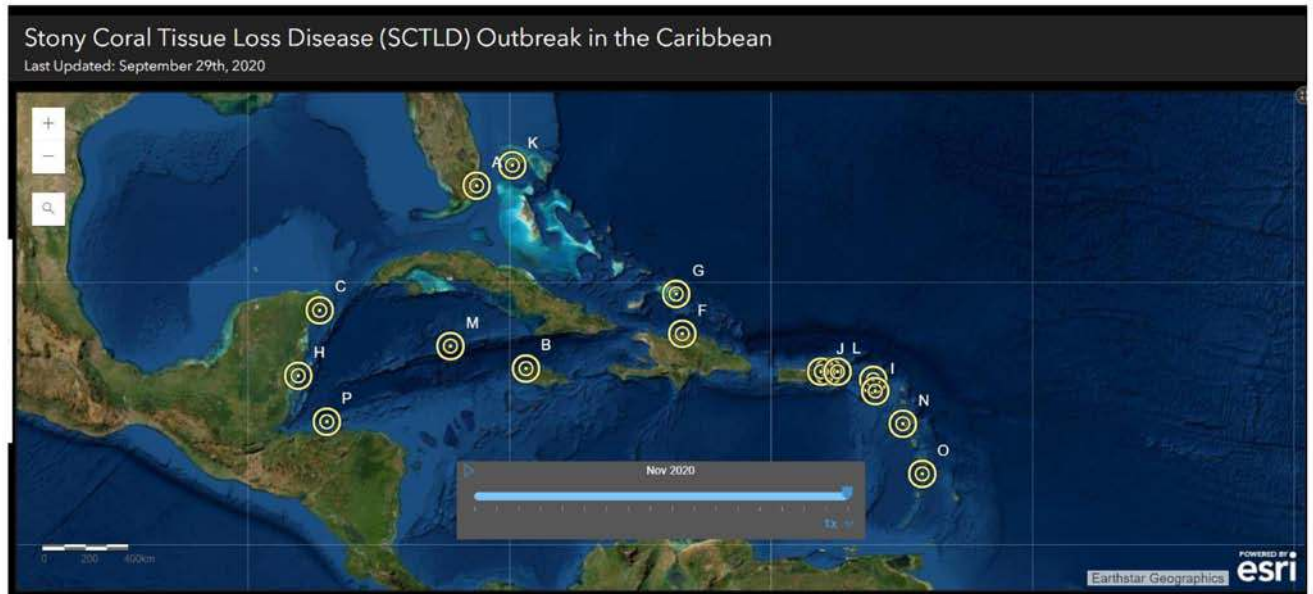 Stony Coral Tissue Loss Disease (SCTLD) Outbreak in the Caribbean
Last Updated: September 29th, 2020
+
−
K
A
G
C
F
M
B
J L
H
I
P
N
O
Nov 2020
1x
0 200 400km
POWERED BY
esri
Earthstar Geographics